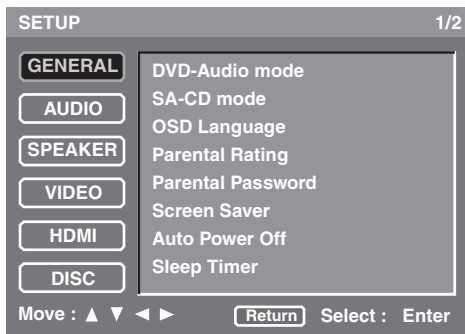 SETUP 1/2
GENERAL
AUDIO
SPEAKER
VIDEO
HDMI
DISC
DVD-Audio mode
SA-CD mode
OSD Language
Parental Rating
Parental Password
Screen Saver
Auto Power Off
Sleep Timer
Move : ▲ ▼ ◄ ► Return Select : Enter